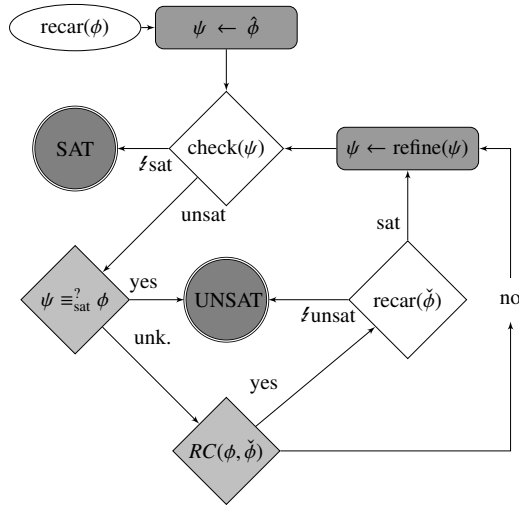 recar(ϕ)
ψ ← ϕ̂
SAT
check(ψ)
ψ ← refine(ψ)
↯sat
unsat
sat
ψ ≡?sat ϕ
yes
UNSAT
recar(ϕ̌)
no
↯unsat
unk.
yes
RC(ϕ, ϕ̌)